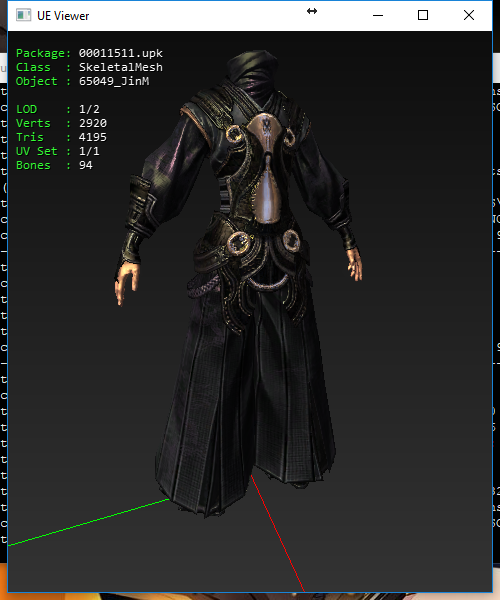 UE Viewer
Package: 00011511.upk
Class  : SkeletalMesh
Object : 65049_JinM
LOD    : 1/2
Verts  : 2920
Tris   : 4195
UV Set : 1/1
Bones  : 94